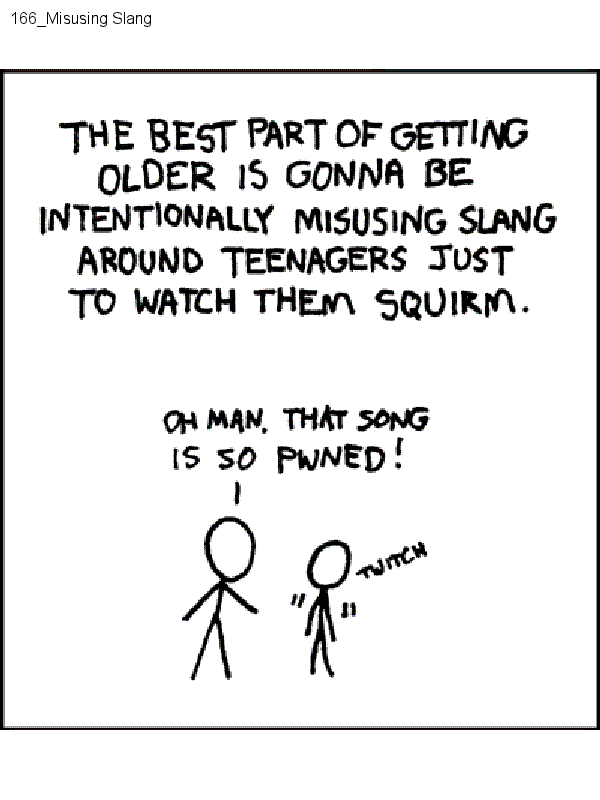 166_Misusing Slang
THE BEST PART OF GETTING
OLDER IS GONNA BE
INTENTIONALLY MISUSING SLANG
AROUND TEENAGERS JUST
TO WATCH THEM SQUIRM.
OH MAN, THAT SONG
IS SO PWNED!
TWITCH